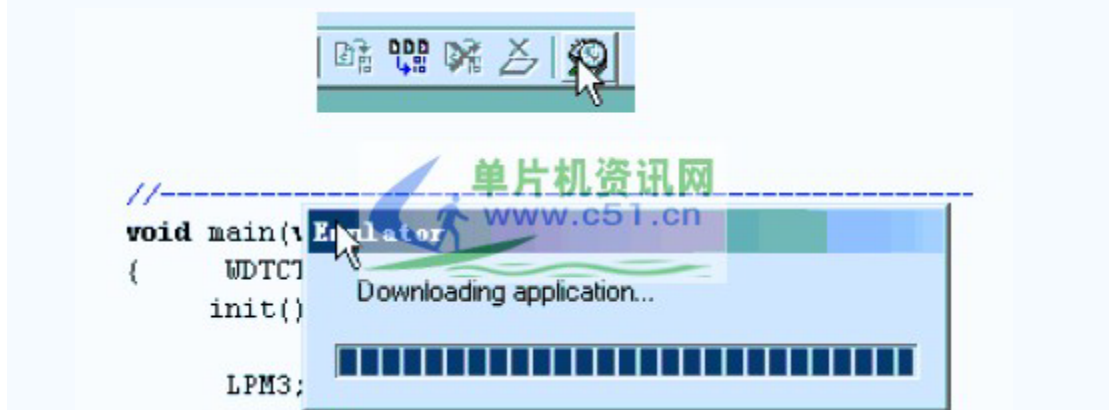 单片机资讯网
//-----------------------------------------------------
www.c51.cn
void main(
Emulator
{ WDTCT
Downloading application...
init()
LPM3;